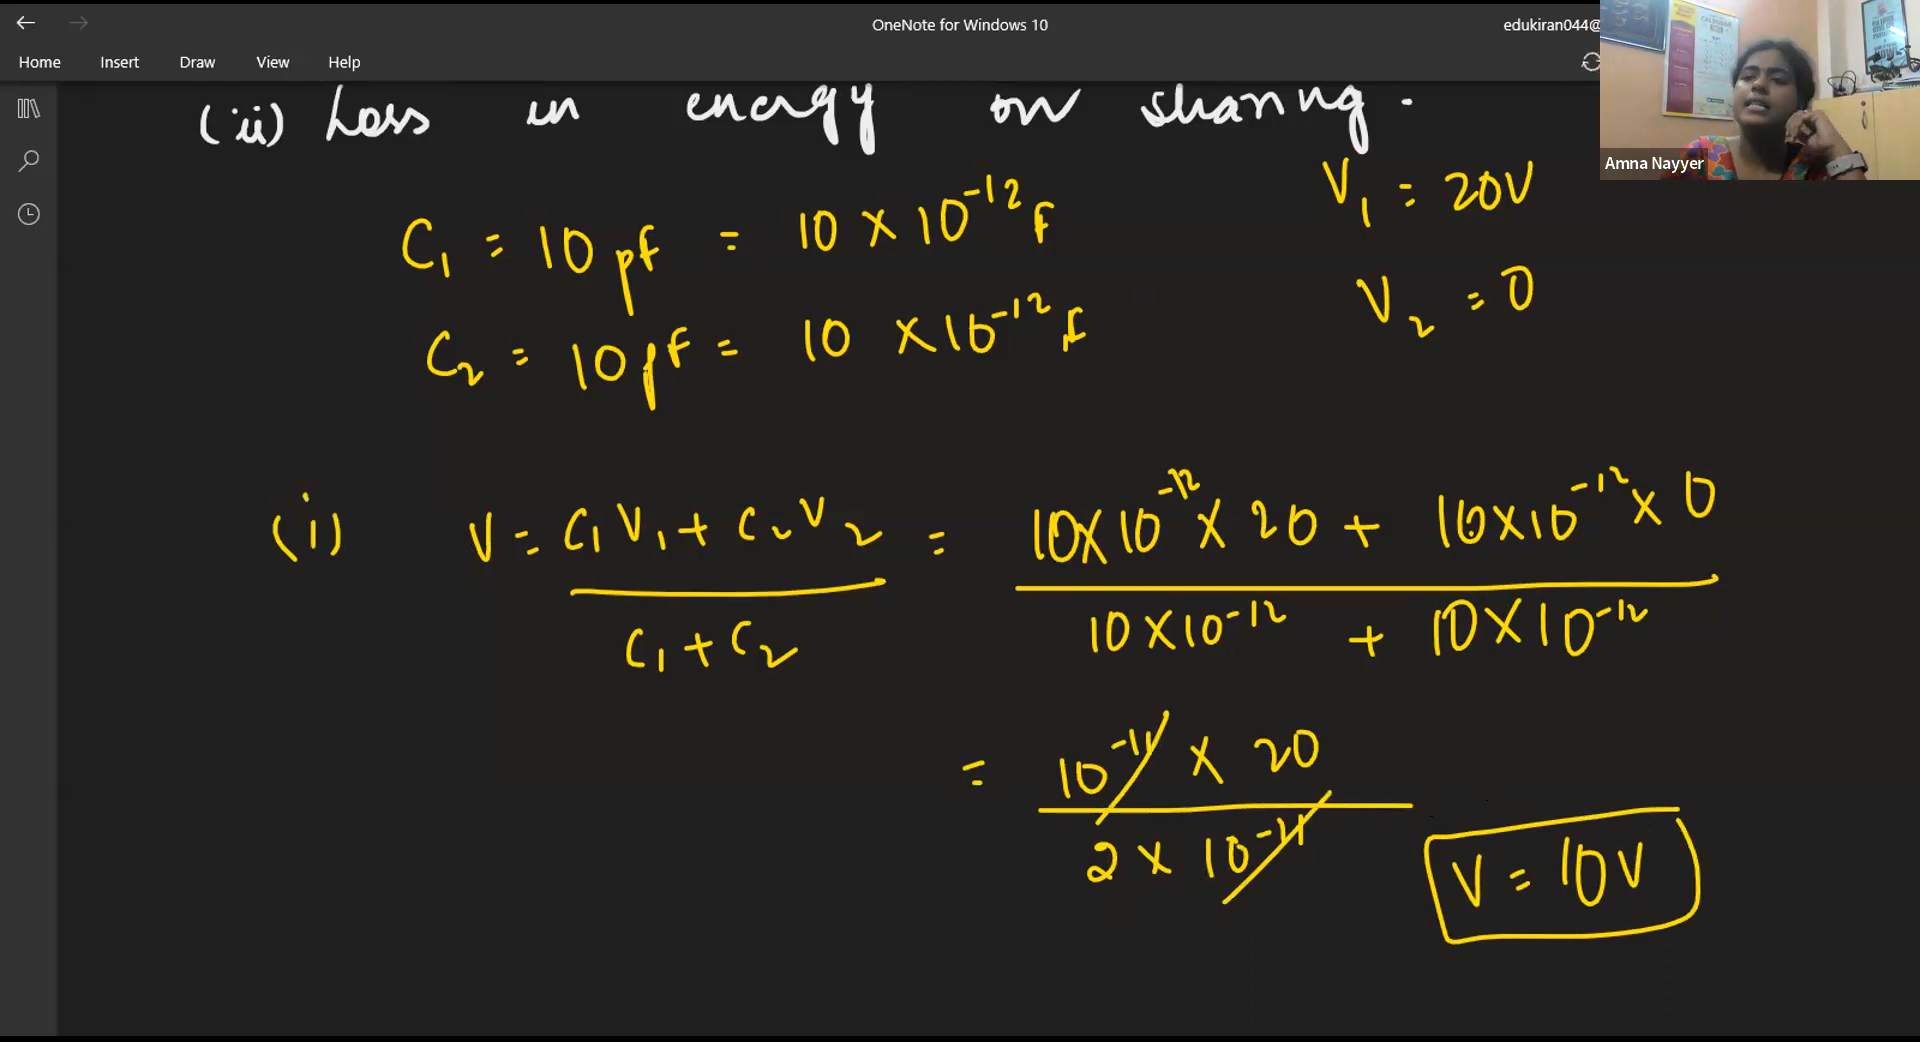 OneNote for Windows 10
edukiran044@
Home Insert Draw View Help
Amna Nayyer
(ii) Loss in energy on sharing.
C₁ = 10 pf = 10 × 10⁻¹² f
V₁ = 20V
C₂ = 10pF = 10 × 10⁻¹² f
V₂ = 0
(i) V = C₁V₁ + C₂V₂ = 10×10⁻¹² × 20 + 10×10⁻¹² × 0
C₁ + C₂
10×10⁻¹² + 10×10⁻¹²
= 10⁻¹¹ × 20
2 × 10⁻¹¹
V = 10V